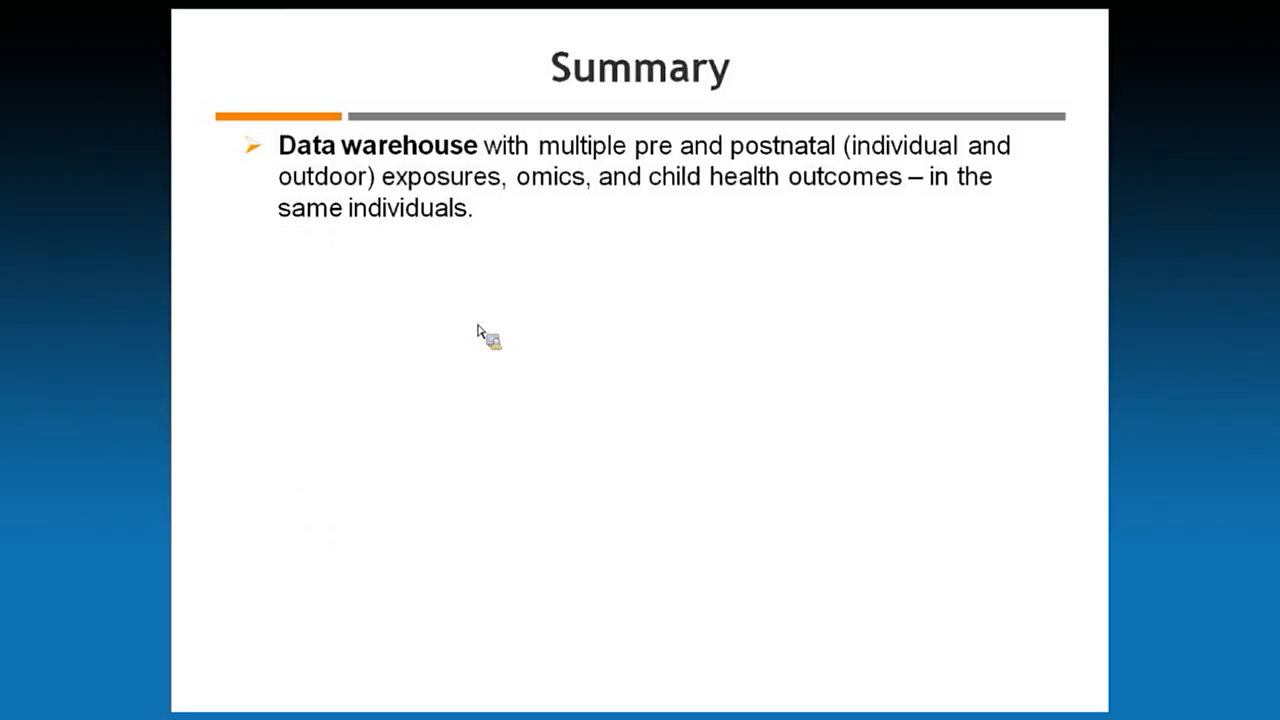 Summary
Data warehouse with multiple pre and postnatal (individual and
outdoor) exposures, omics, and child health outcomes – in the
same individuals.